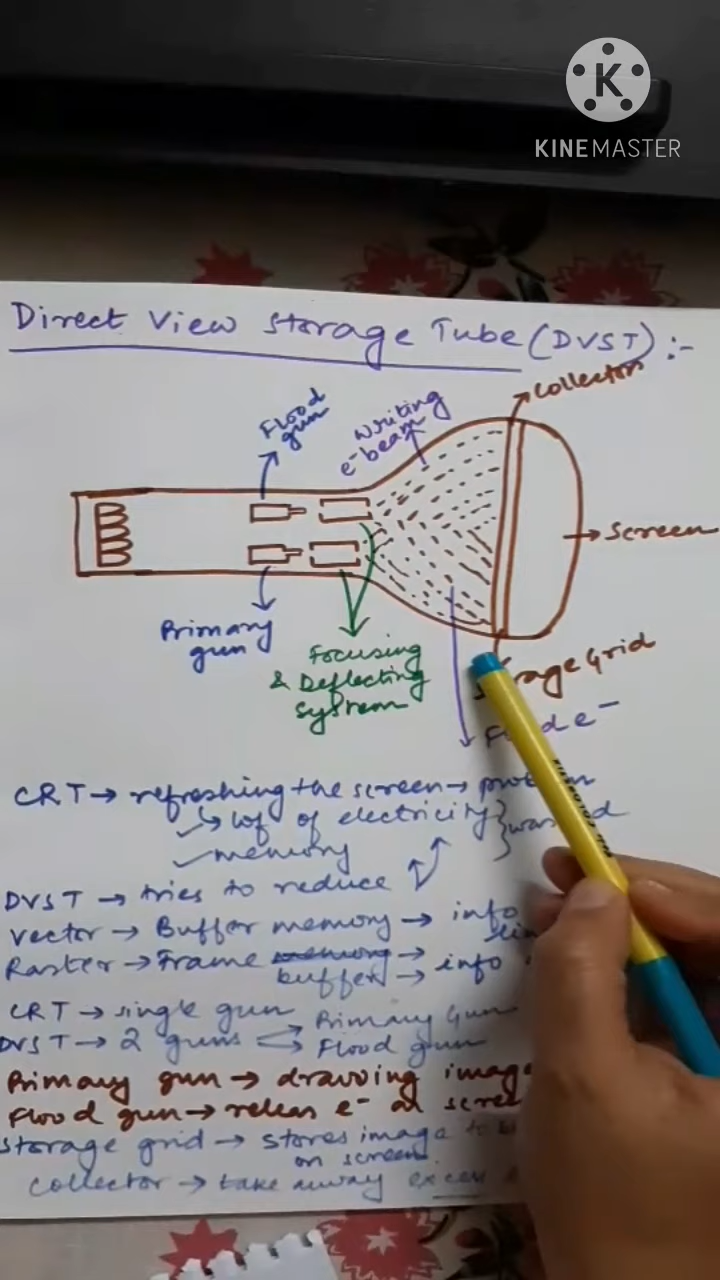 K
KINEMASTER
Direct View Storage Tube (DVST) :-
Collector
Flood
gun
Writing
e- beam
Screen
Primary
gun
Focusing
& Deflecting
System
Grid
e-
CRT → refreshing the screen →
↳ lot of electricity
memory
DVST → tries to reduce
Vector → Buffer memory → info
Raster → Frame memory → info
buffer →
CRT → single gun
DVST → 2 guns Primary Gun
Flood gun
Primary gun → drawing image
Flood gun → releas e- at
Storage grid → stores image to
on screen
Collector → take away